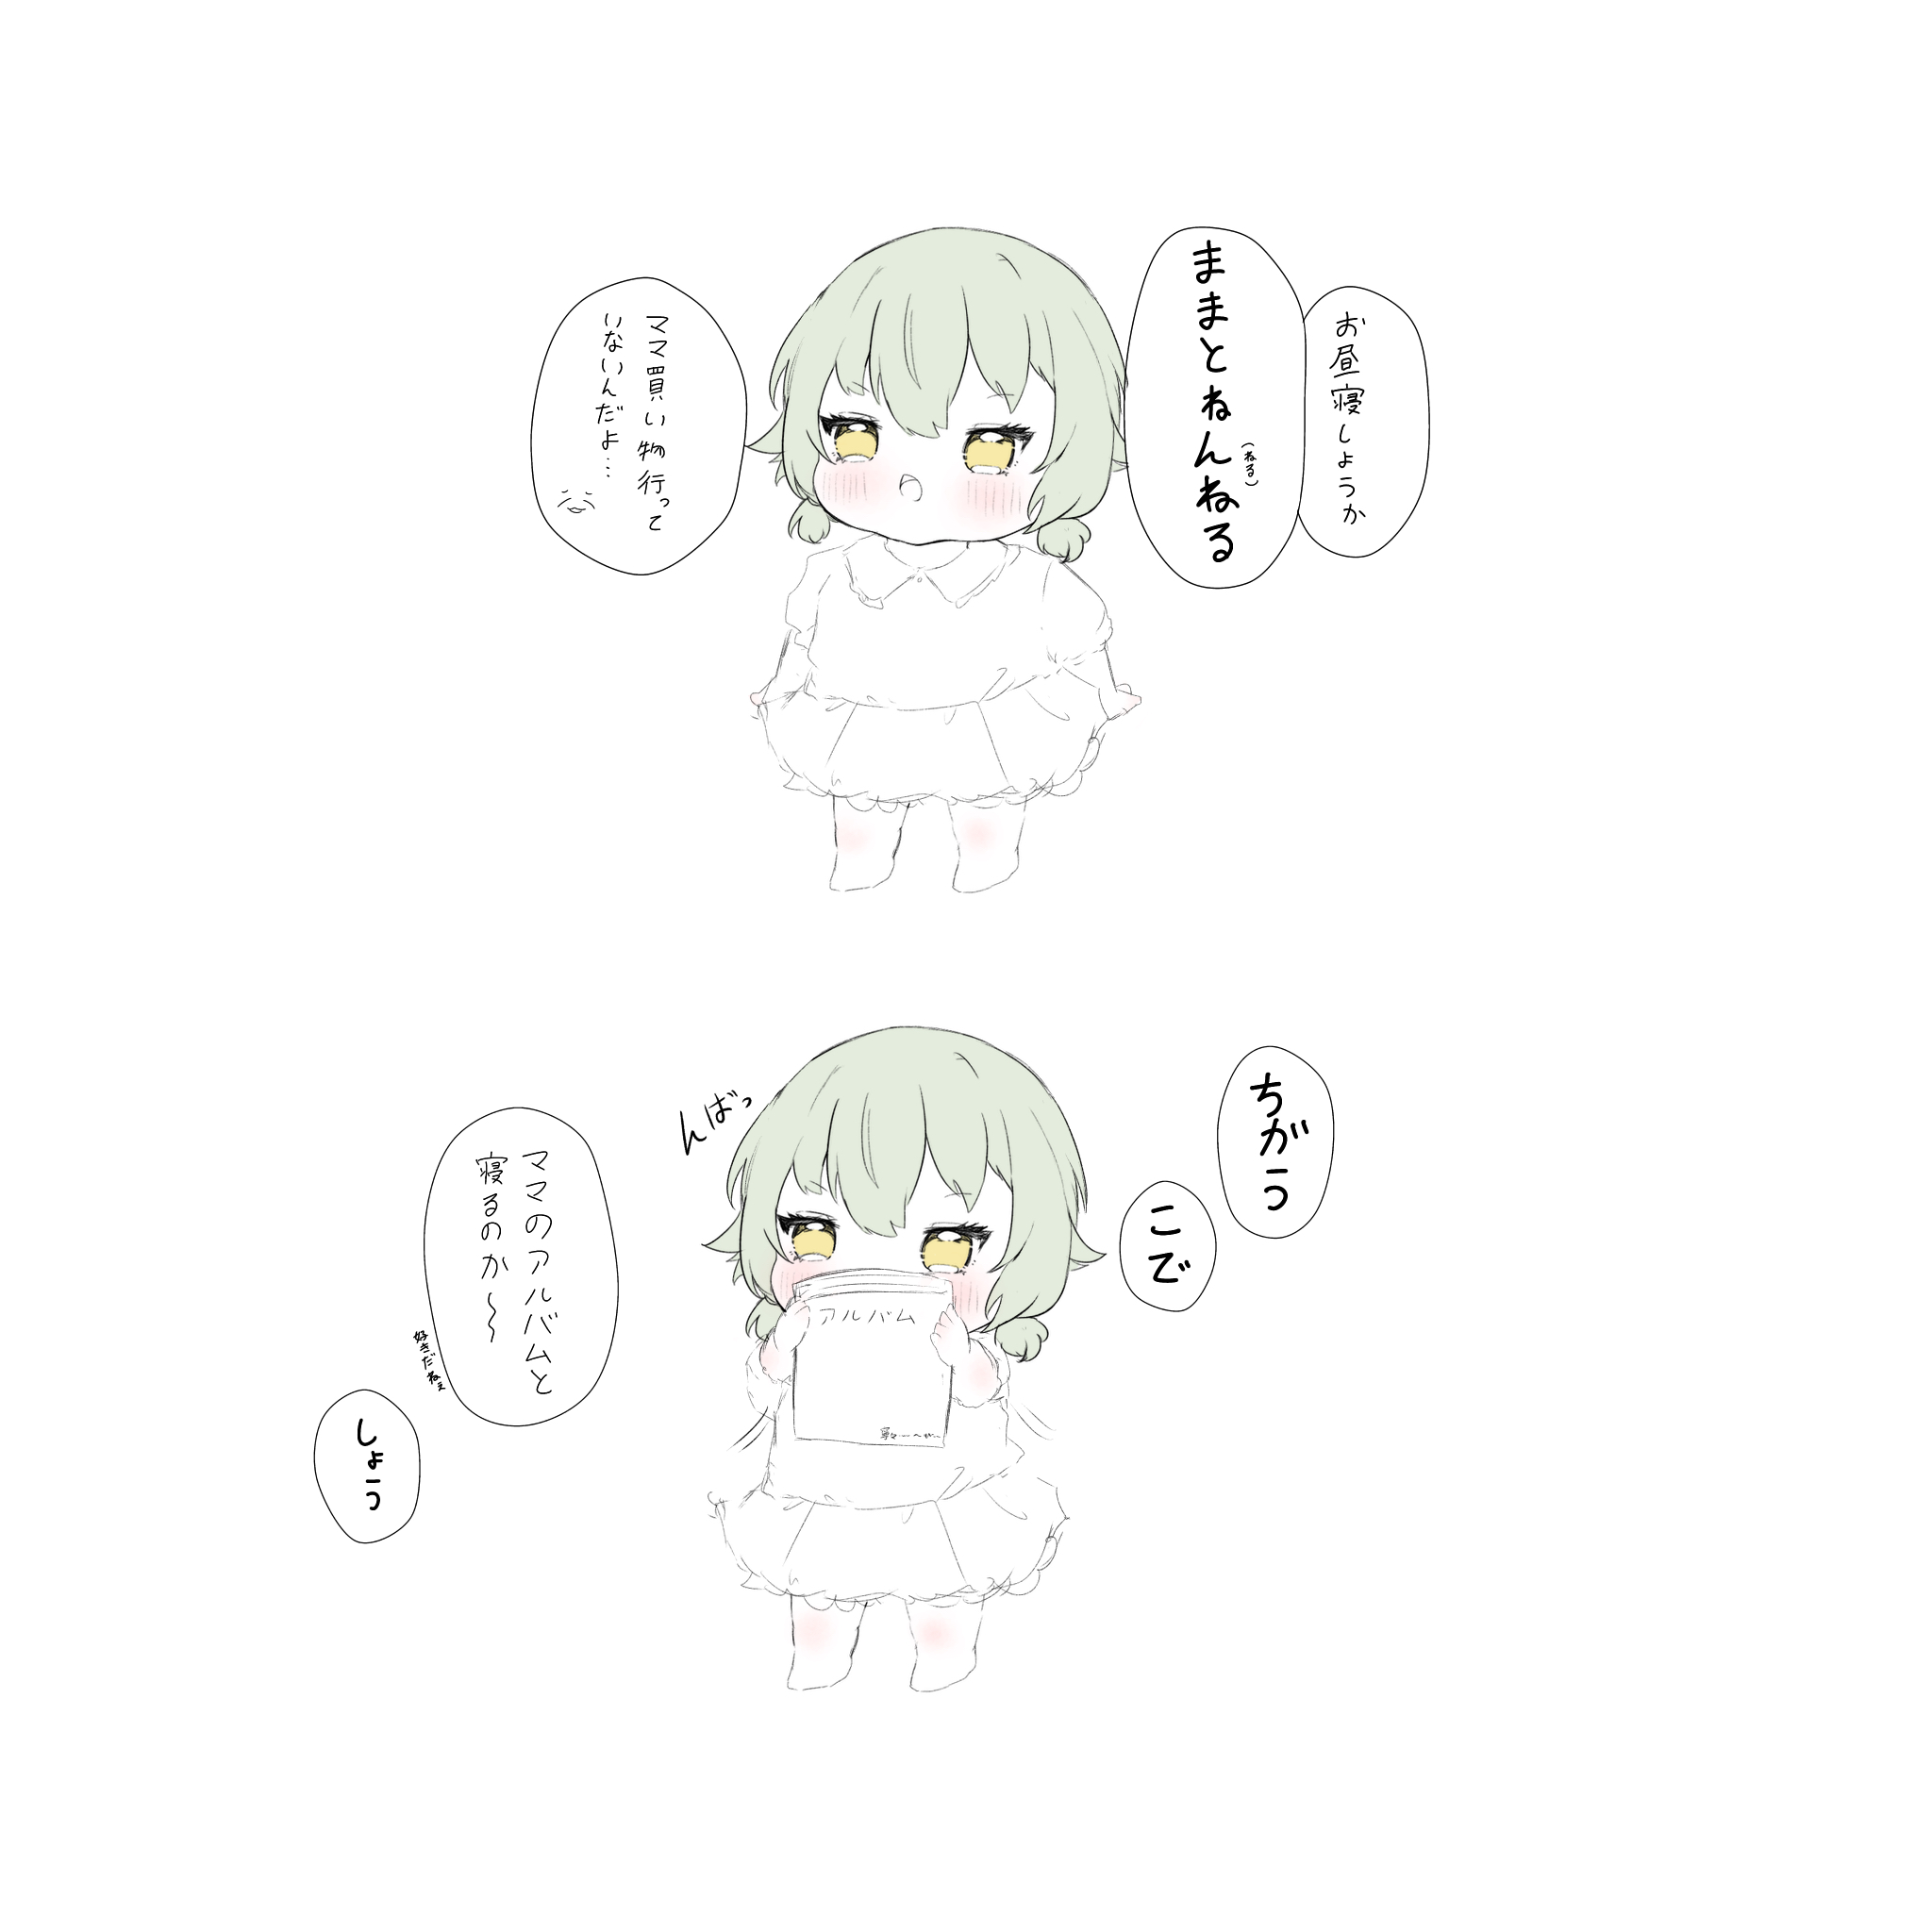 お昼寝しょうか
ままとねんねる
(ねる)
ママ買い物行って
いないんだよ…
ちがう
こで
んばっ
アルバム
ママのアルバムと
寝るのか〜
好きだねぇ
しょう